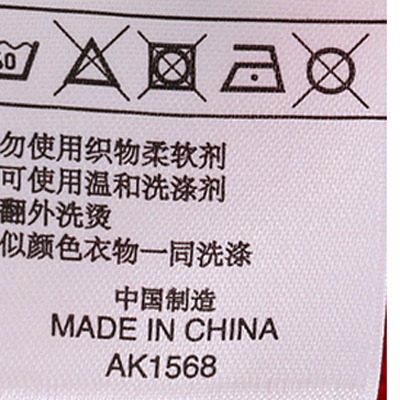 勿使用织物柔软剂
可使用温和洗涤剂
翻外洗烫
似颜色衣物一同洗涤
中国制造
MADE IN CHINA
AK1568